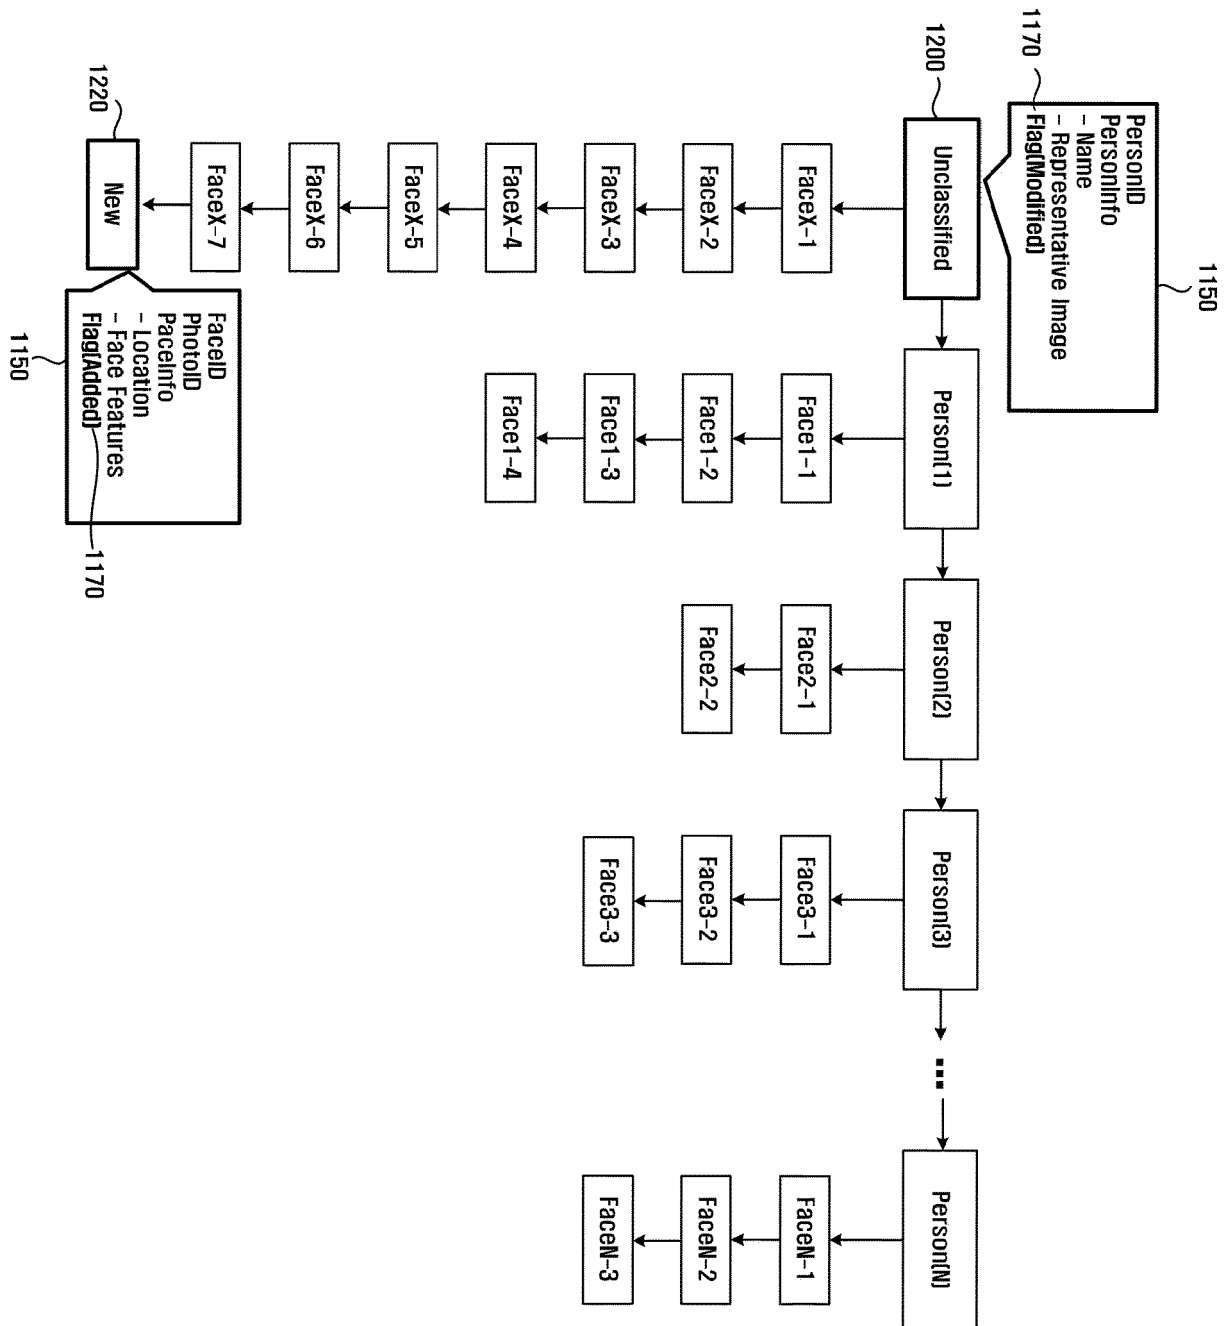 1150
PersonID
PersonInfo
- Name
- Representative Image
Flag(Modified)
1170
1200
Unclassified
Person(1)
Person(2)
Person(3)
...
Person(N)
FaceX-1
Face1-1
Face2-1
Face3-1
FaceN-1
FaceX-2
Face1-2
Face2-2
Face3-2
FaceN-2
FaceX-3
Face1-3
Face3-3
FaceN-3
FaceX-4
Face1-4
FaceX-5
FaceX-6
FaceX-7
1220
New
FaceID
PhotoID
PaceInfo
- Location
- Face Features
Flag(Added)
1170
1150